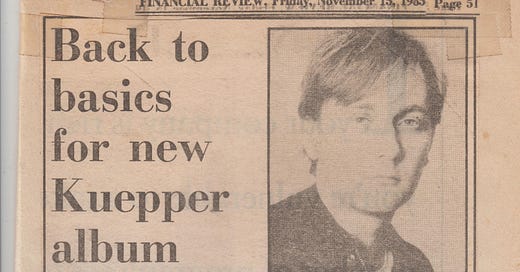 FINANCIAL REVIEW, Friday, November 15, 1985 Page 51
Back to
basics
for new
Kuepper
album